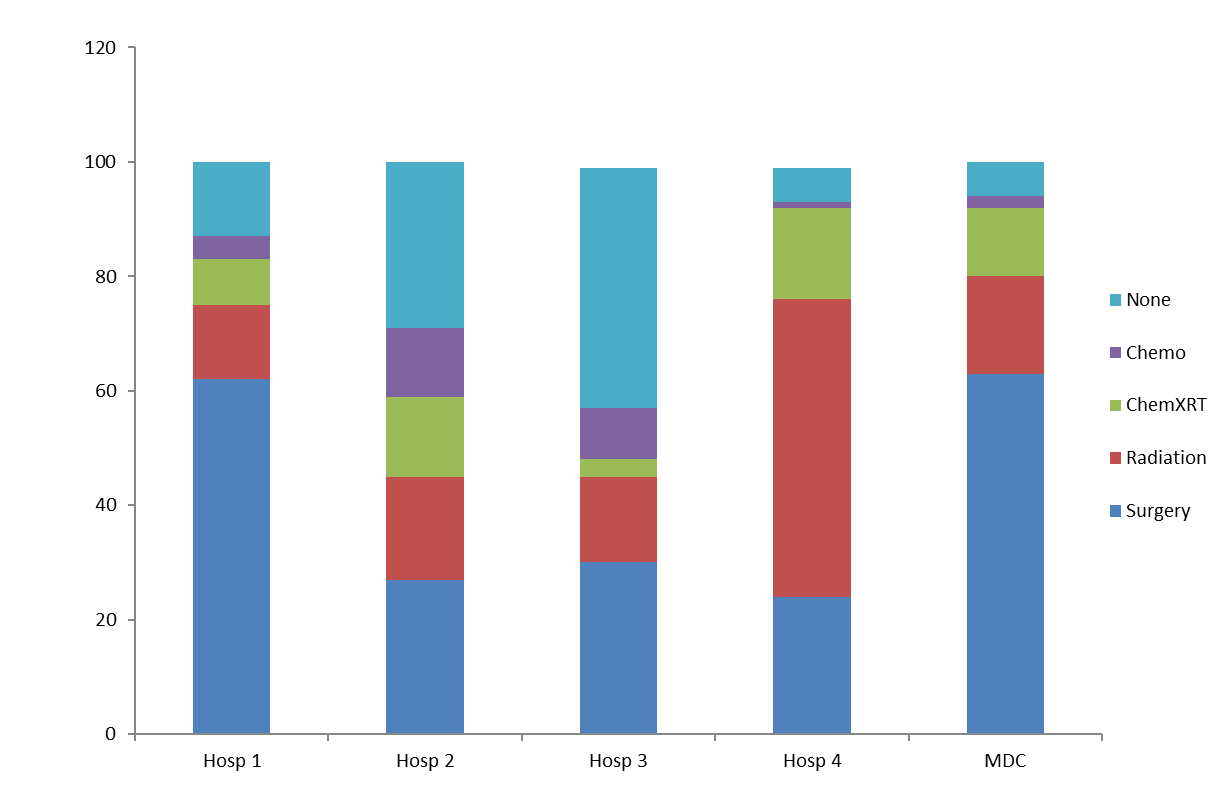 120
100
80
60
40
20
0
Hosp 1 Hosp 2 Hosp 3 Hosp 4 MDC
None
Chemo
ChemXRT
Radiation
Surgery